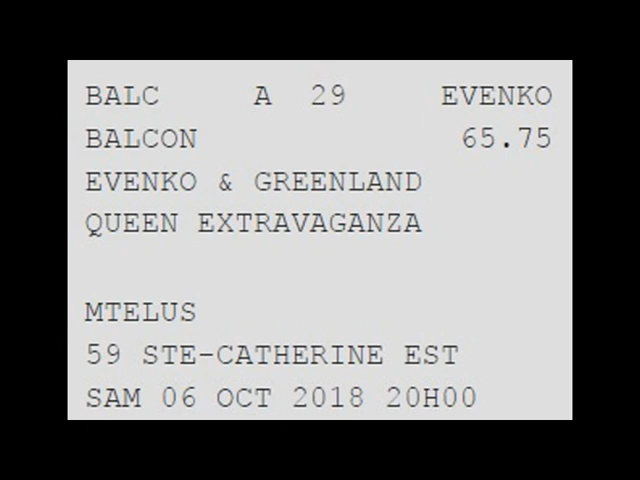 BALC A 29 EVENKO
BALCON 65.75
EVENKO & GREENLAND
QUEEN EXTRAVAGANZA
MTELUS
59 STE-CATHERINE EST
SAM 06 OCT 2018 20H00